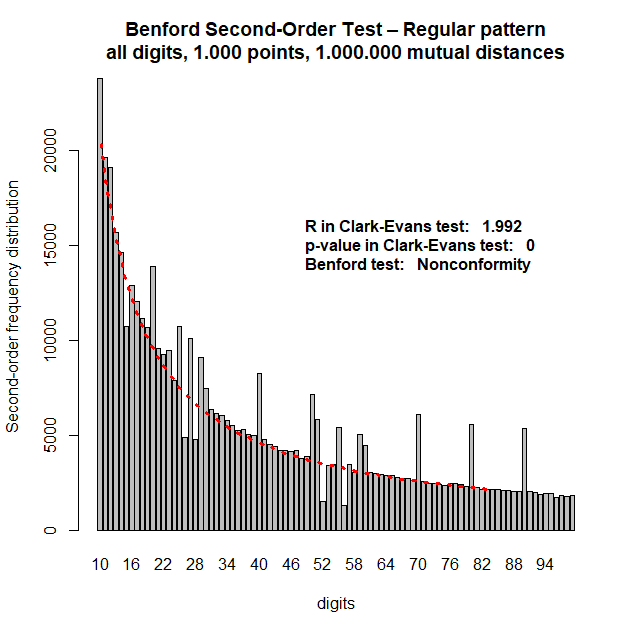 Benford Second-Order Test – Regular pattern
all digits, 1.000 points, 1.000.000 mutual distances
Second-order frequency distribution
20000
15000
10000
5000
0
R in Clark-Evans test: 1.992
p-value in Clark-Evans test: 0
Benford test: Nonconformity
10 16 22 28 34 40 46 52 58 64 70 76 82 88 94
digits